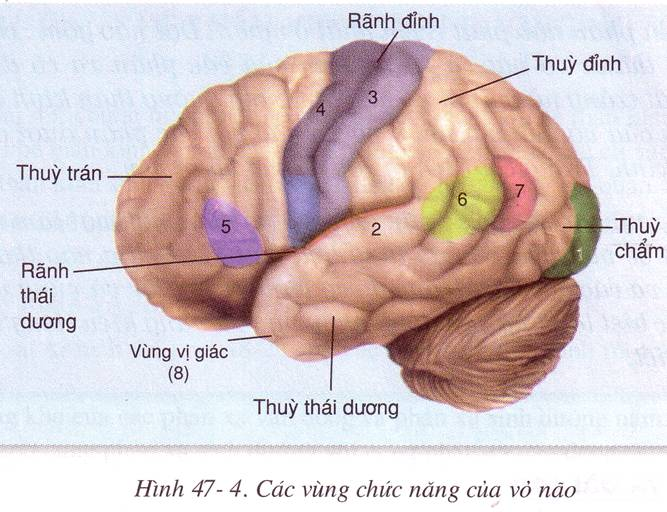 Rãnh đỉnh
Thuỳ đỉnh
3
4
Thuỳ trán
7
6
5
2
Thuỳ
chẩm
1
Rãnh
thái
dương
Vùng vị giác
(8)
Thuỳ thái dương
Hình 47- 4. Các vùng chức năng của vỏ não